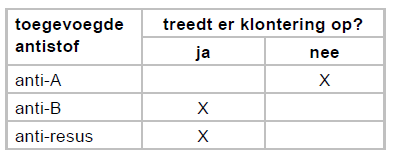 toegevoegde antistof treedt er klontering op?
ja nee
anti-A X
anti-B X
anti-resus X